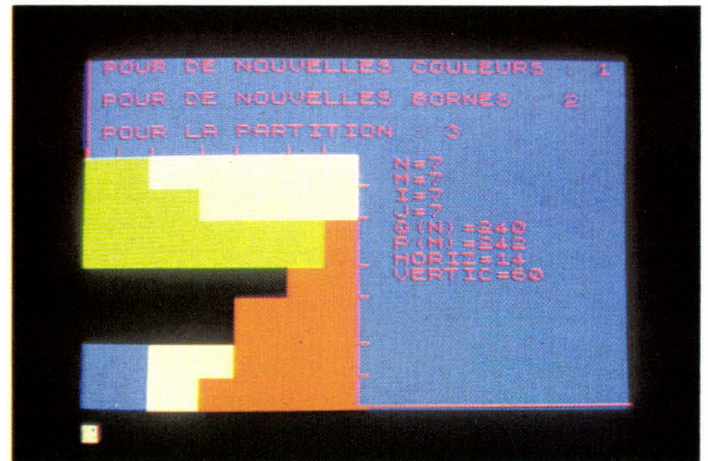 POUR DE NOUVELLES COULEURS : 1
POUR DE NOUVELLES BORNES : 2
POUR LA PARTITION : 3
N=7
M=7
I=7
J=7
Q(N)=240
P(M)=242
HORIZ=14
VERTIC=60